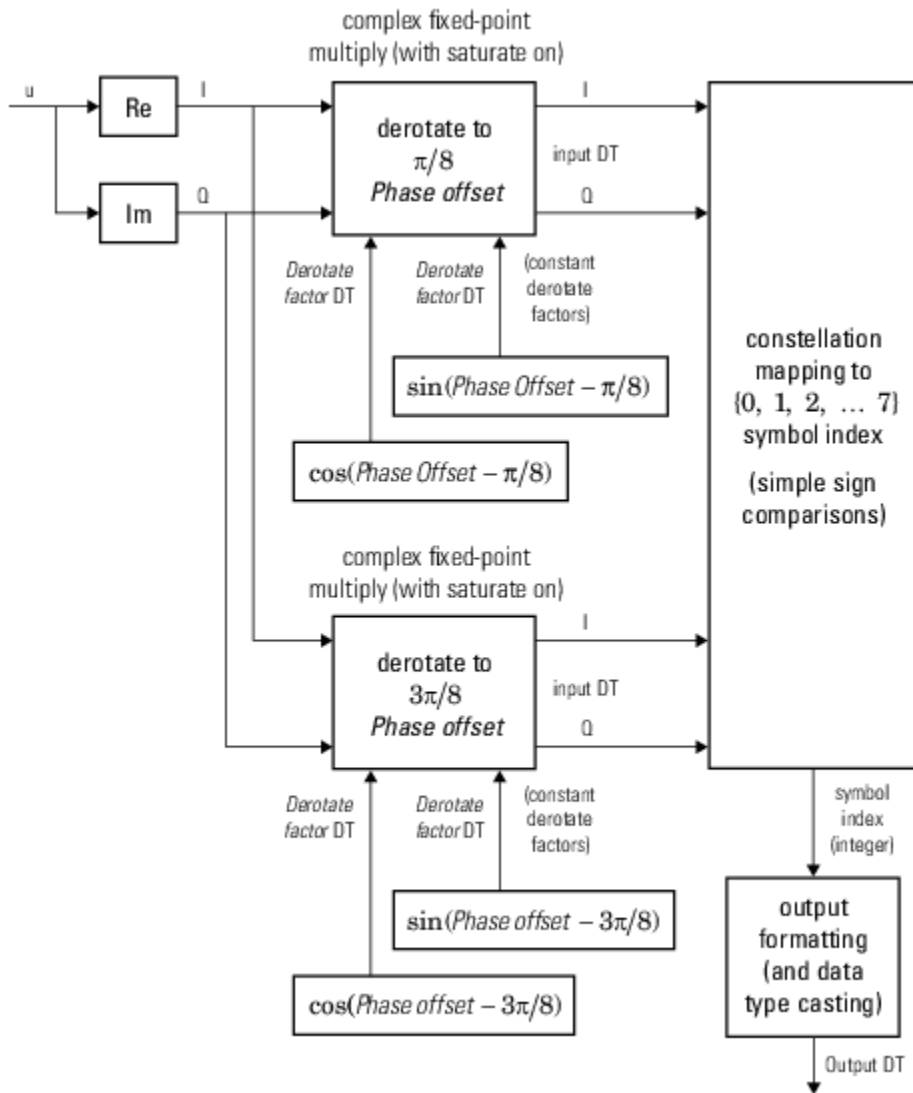 complex fixed-point
multiply (with saturate on)
u
Re
I
Im
Q
derotate to
π/8
Phase offset
I
input DT
Q
Derotate
factor DT
Derotate
factor DT
(constant
derotate
factors)
sin(Phase Offset − π/8)
cos(Phase Offset − π/8)
constellation
mapping to
{0, 1, 2, … 7}
symbol index
(simple sign
comparisons)
complex fixed-point
multiply (with saturate on)
derotate to
3π/8
Phase offset
I
input DT
Q
Derotate
factor DT
Derotate
factor DT
(constant
derotate
factors)
sin(Phase offset − 3π/8)
cos(Phase offset − 3π/8)
symbol
index
(integer)
output
formatting
(and data
type casting)
Output DT